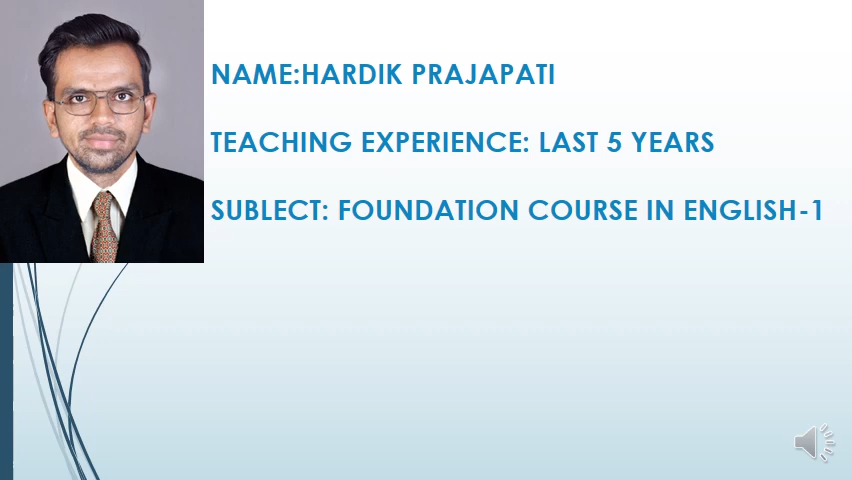 NAME:HARDIK PRAJAPATI
TEACHING EXPERIENCE: LAST 5 YEARS
SUBLECT: FOUNDATION COURSE IN ENGLISH-1